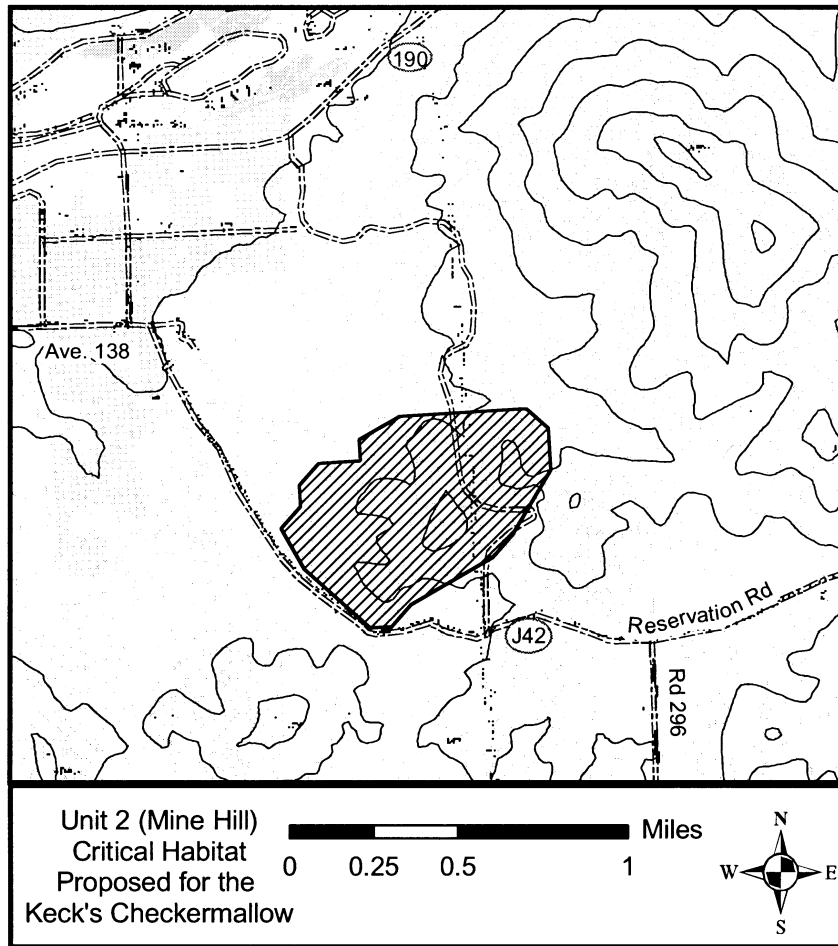 190
Ave. 138
Reservation Rd
J42
Rd 296
Unit 2 (Mine Hill)
Critical Habitat
Proposed for the
Keck's Checkermallow
Miles
0 0.25 0.5 1
N
W E
S